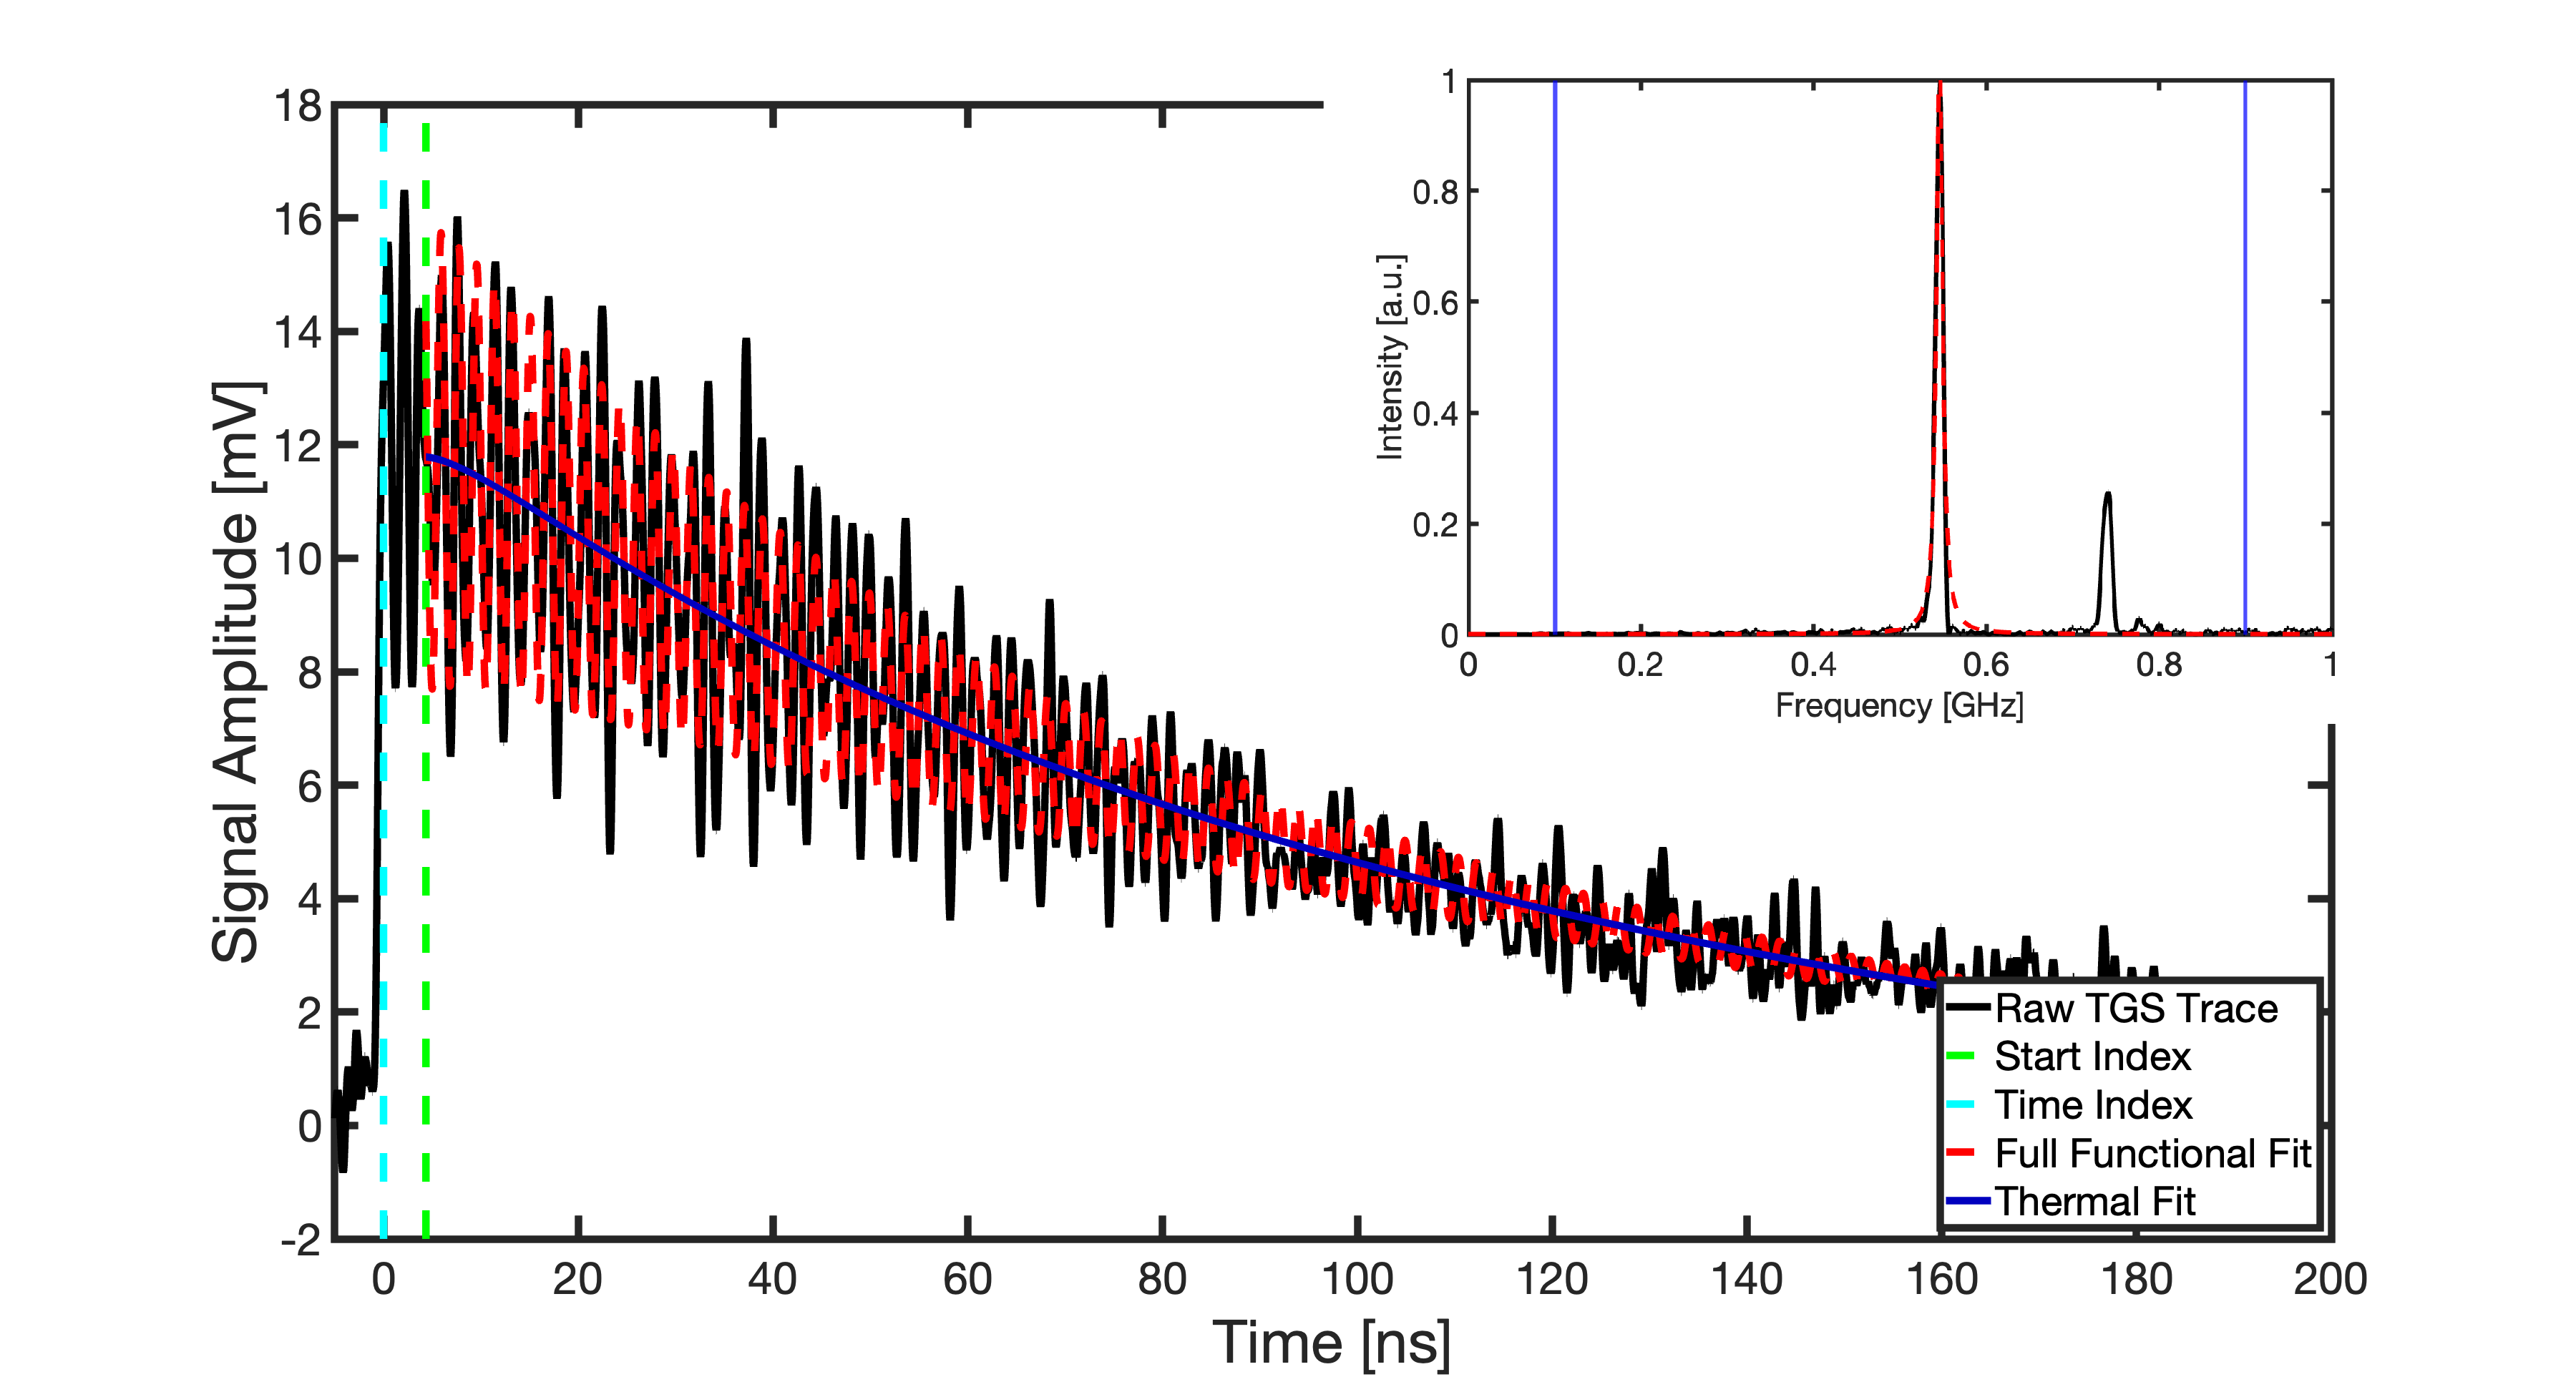 18
16
14
12
10
8
6
4
2
0
-2
Signal Amplitude [mV]
0 20 40 60 80 100 120 140 160 180 200
Time [ns]
1
0.8
0.6
0.4
0.2
0
Intensity [a.u.]
0 0.2 0.4 0.6 0.8 1
Frequency [GHz]
Raw TGS Trace
Start Index
Time Index
Full Functional Fit
Thermal Fit